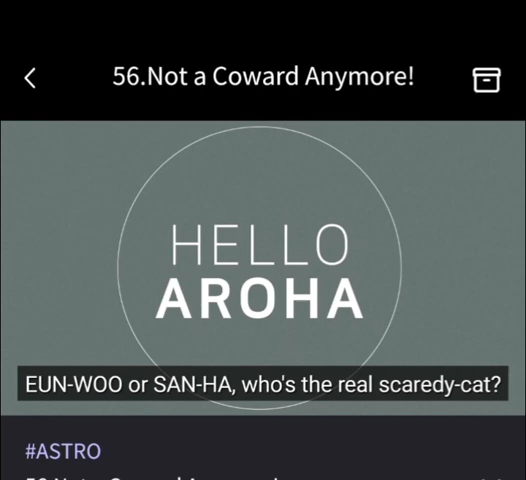 56.Not a Coward Anymore!
HELLO
AROHA
EUN-WOO or SAN-HA, who's the real scaredy-cat?
#ASTRO